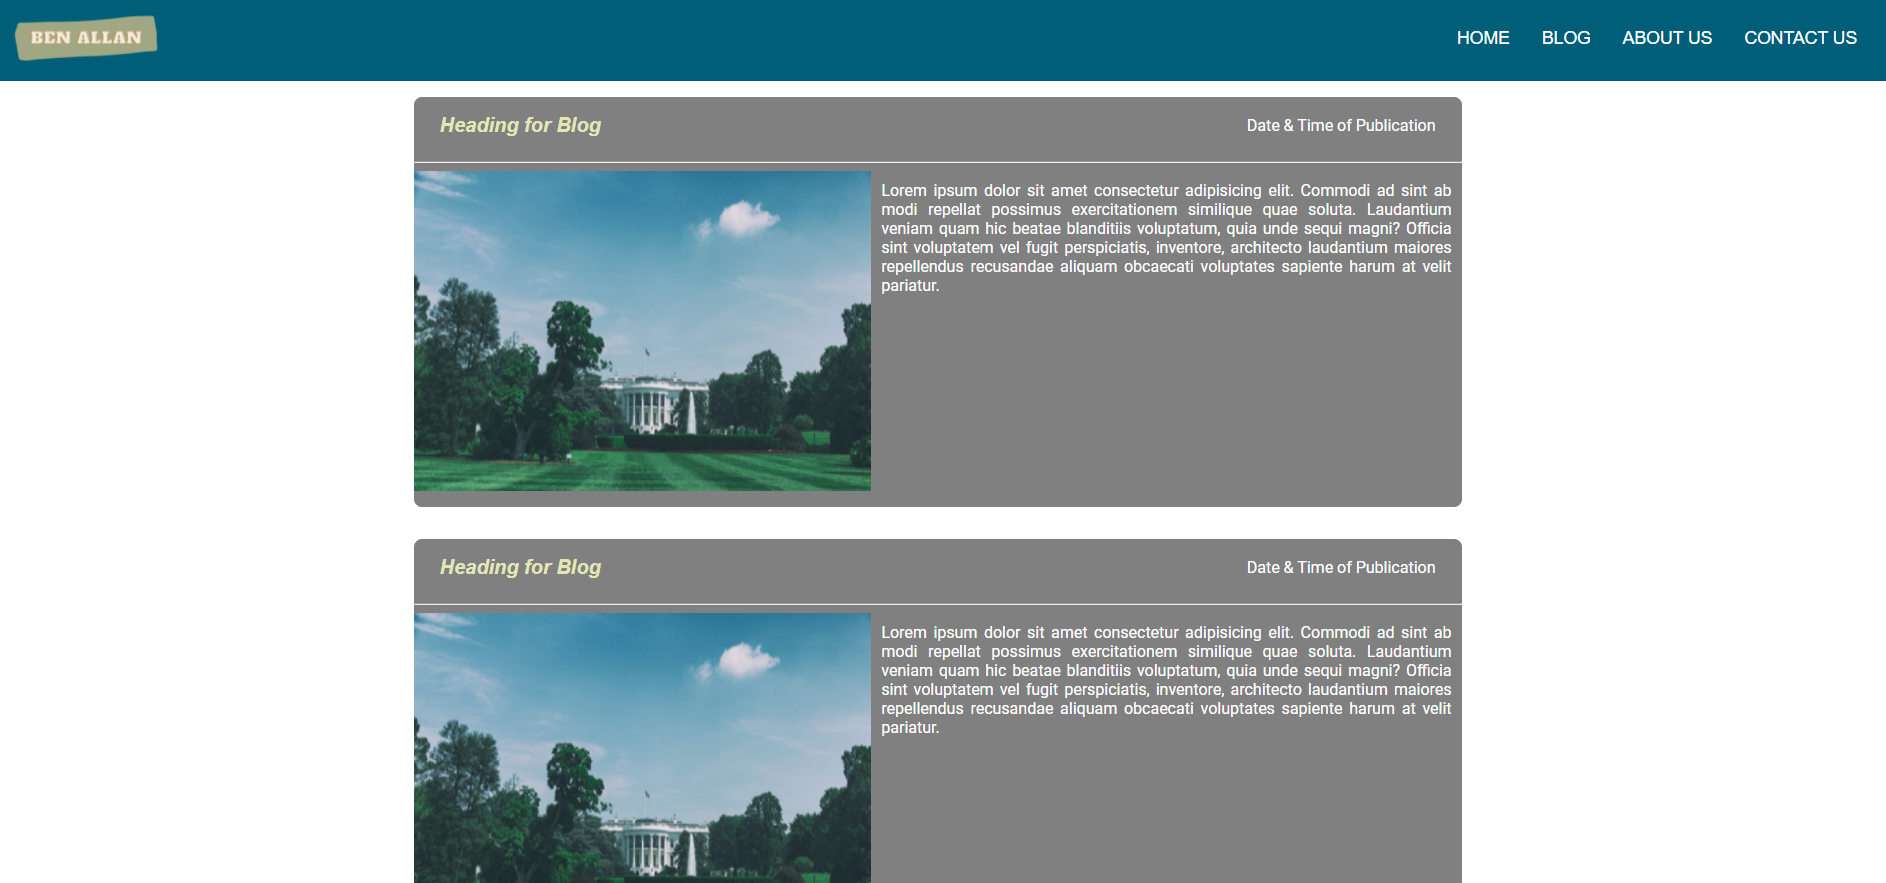 BEN ALLAN
HOME BLOG ABOUT US CONTACT US
Heading for Blog
Date & Time of Publication
Lorem ipsum dolor sit amet consectetur adipisicing elit. Commodi ad sint ab
modi repellat possimus exercitationem similique quae soluta. Laudantium
veniam quam hic beatae blanditiis voluptatum, quia unde sequi magni? Officia
sint voluptatem vel fugit perspiciatis, inventore, architecto laudantium maiores
repellendus recusandae aliquam obcaecati voluptates sapiente harum at velit
pariatur.
Heading for Blog
Date & Time of Publication
Lorem ipsum dolor sit amet consectetur adipisicing elit. Commodi ad sint ab
modi repellat possimus exercitationem similique quae soluta. Laudantium
veniam quam hic beatae blanditiis voluptatum, quia unde sequi magni? Officia
sint voluptatem vel fugit perspiciatis, inventore, architecto laudantium maiores
repellendus recusandae aliquam obcaecati voluptates sapiente harum at velit
pariatur.